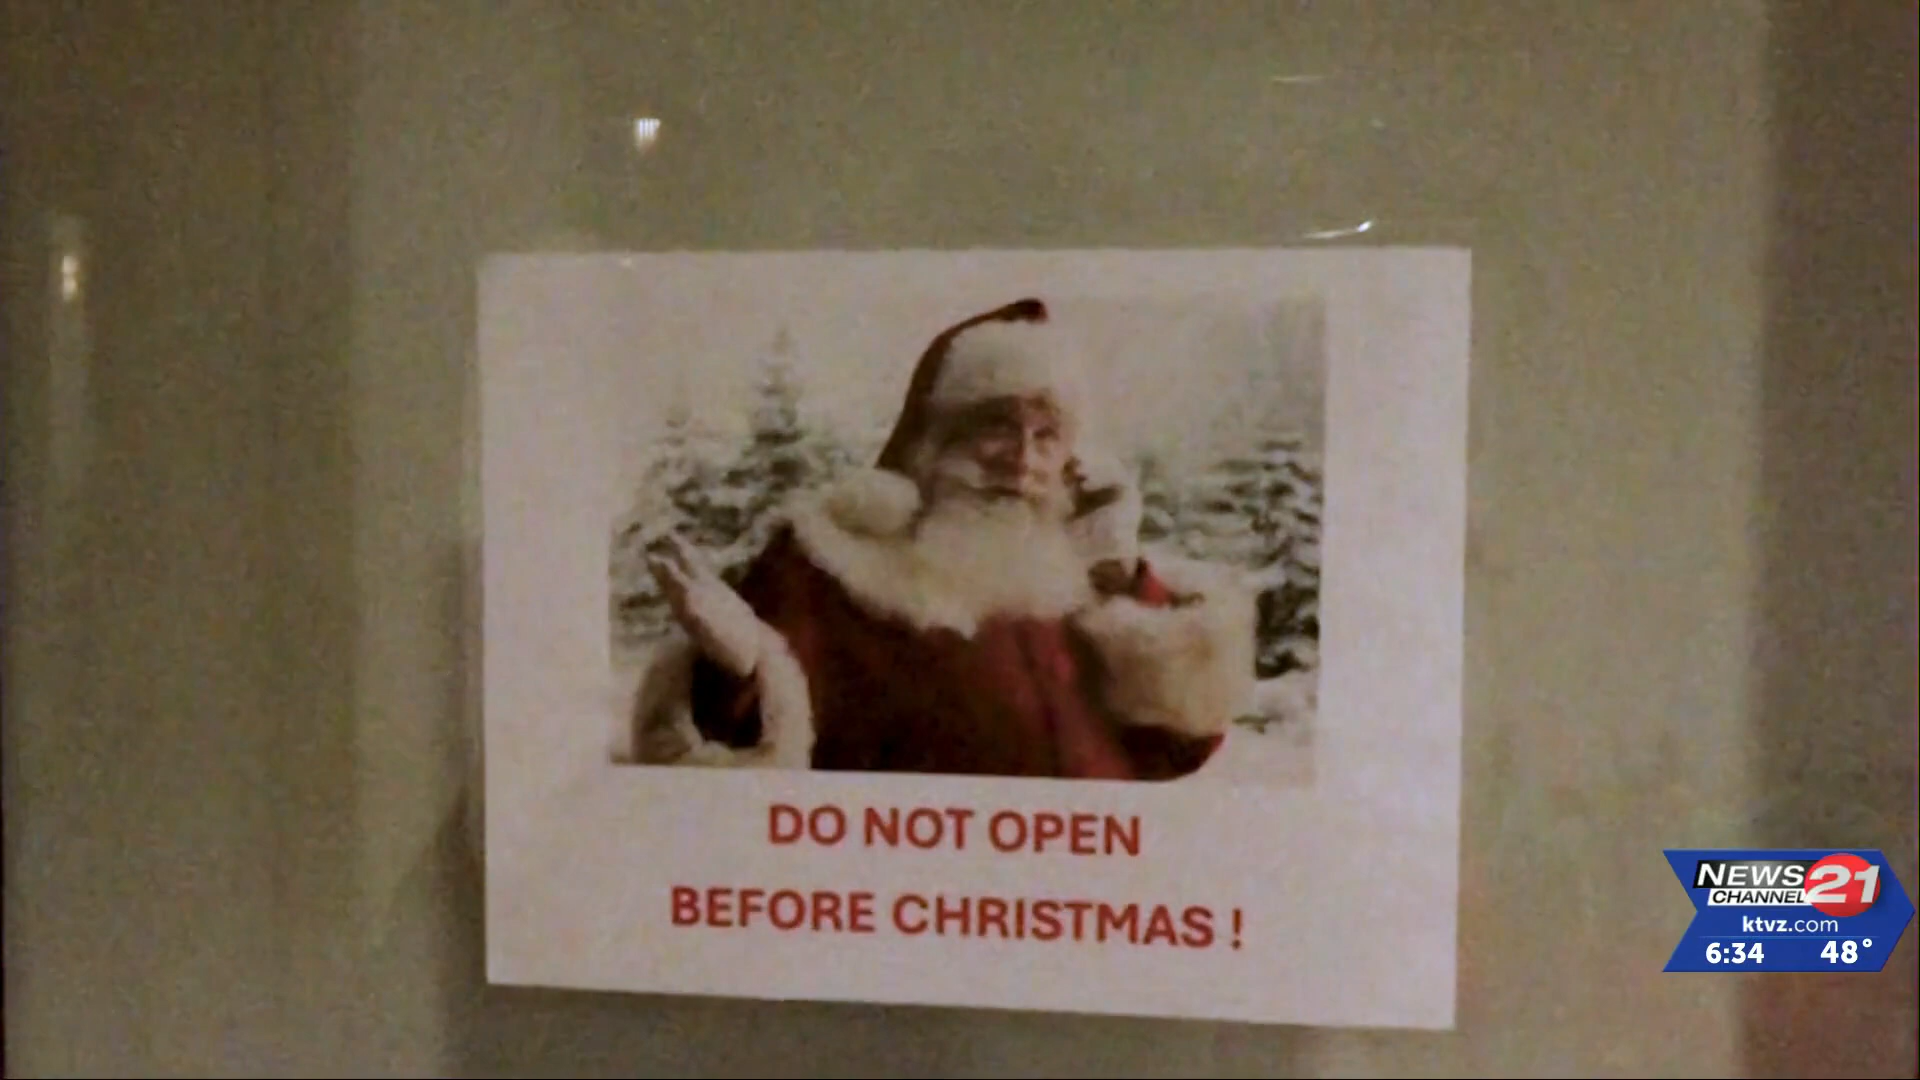 DO NOT OPEN
BEFORE CHRISTMAS !
NEWS
CHANNEL 21
ktvz.com
6:34 48°